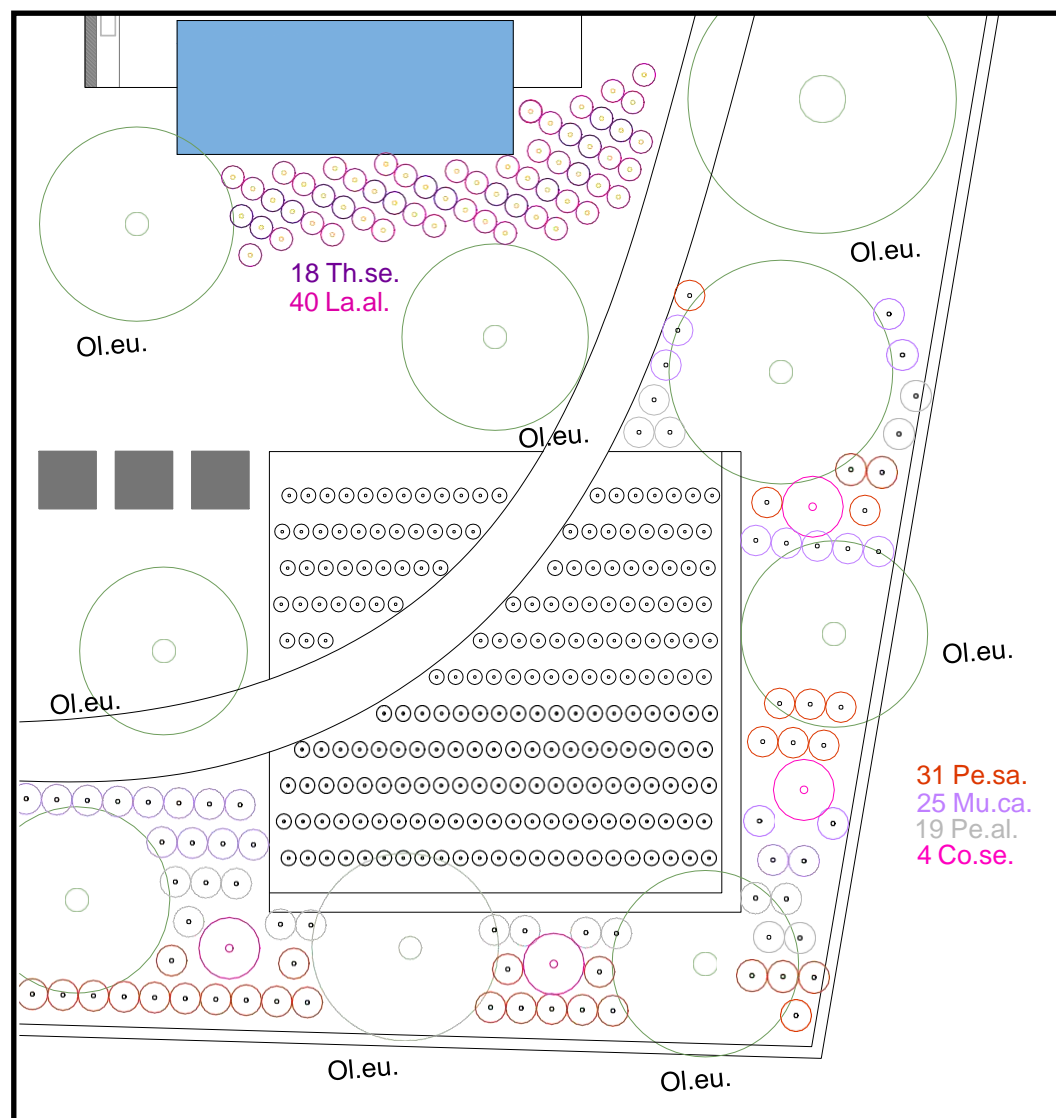 Ol.eu.
18 Th.se.
40 La.al.
Ol.eu.
Ol.eu.
Ol.eu.
Ol.eu.
31 Pe.sa.
25 Mu.ca.
19 Pe.al.
4 Co.se.
Ol.eu.
Ol.eu.